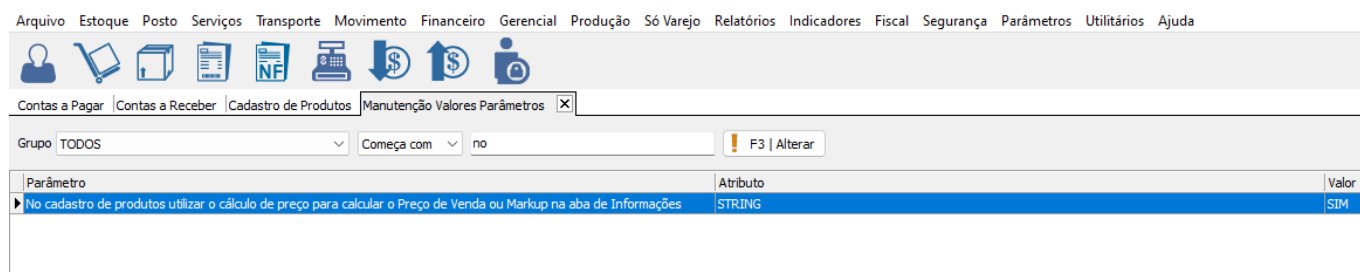 Arquivo Estoque Posto Serviços Transporte Movimento Financeiro Gerencial Produção Só Varejo Relatórios Indicadores Fiscal Segurança Parâmetros Utilitários Ajuda
NF
Contas a Pagar Contas a Receber Cadastro de Produtos Manutenção Valores Parâmetros X
Grupo TODOS Começa com no F3 | Alterar
Parâmetro Atributo Valor
No cadastro de produtos utilizar o cálculo de preço para calcular o Preço de Venda ou Markup na aba de Informações STRING SIM